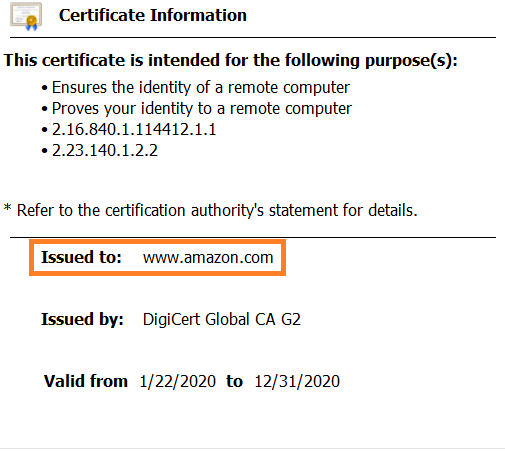 Certificate Information
This certificate is intended for the following purpose(s):
• Ensures the identity of a remote computer
• Proves your identity to a remote computer
• 2.16.840.1.114412.1.1
• 2.23.140.1.2.2
* Refer to the certification authority's statement for details.
Issued to: www.amazon.com
Issued by: DigiCert Global CA G2
Valid from 1/22/2020 to 12/31/2020